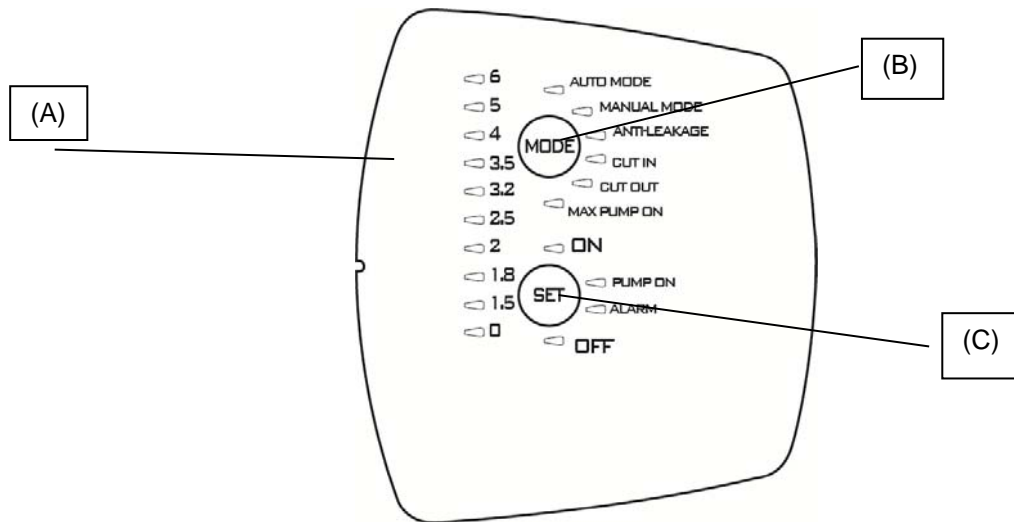 (A)
(B)
(C)
6
5
4
3.5
3.2
2.5
2
1.8
1.5
0
AUTO MODE
MANUAL MODE
ANTI-LEAKAGE
MODE
CUT IN
CUT OUT
MAX PUMP ON
ON
PUMP ON
SET
ALARM
OFF